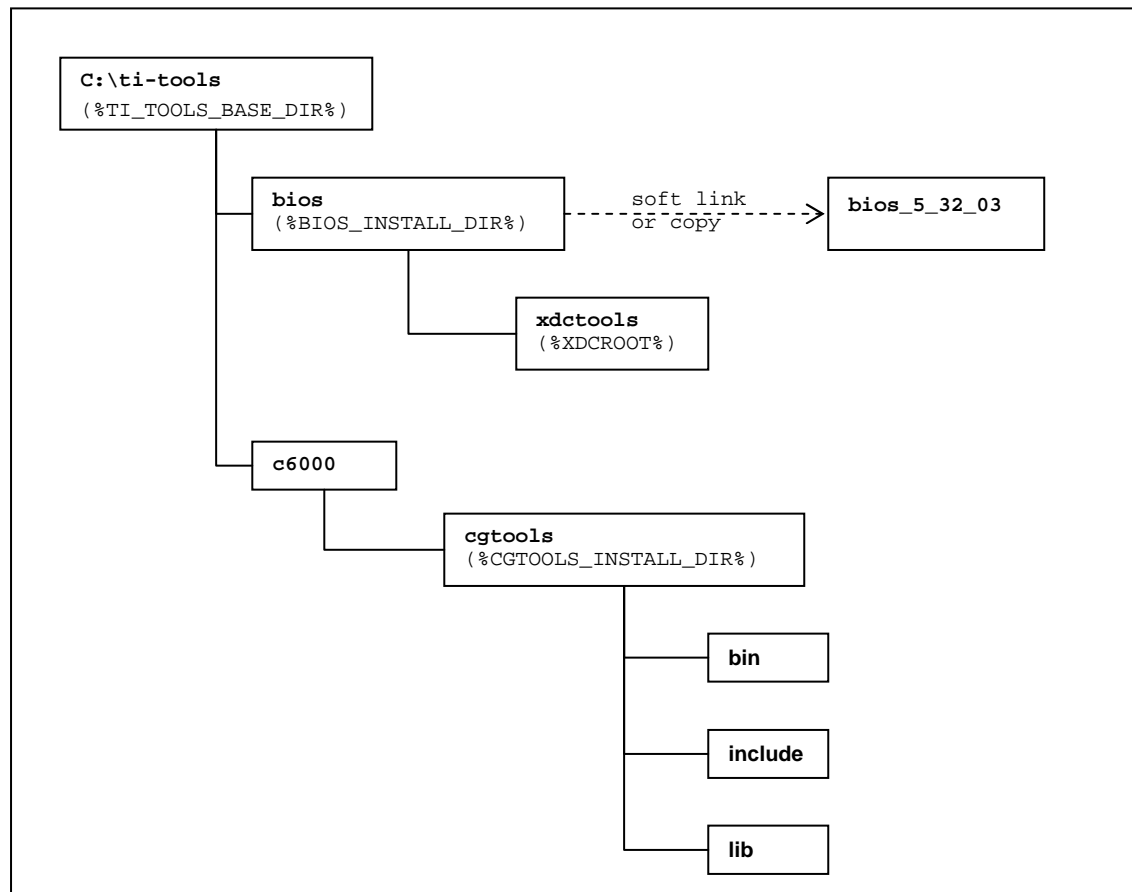 C:\ti-tools
(%TI_TOOLS_BASE_DIR%)
bios
(%BIOS_INSTALL_DIR%)
soft link
or copy
bios_5_32_03
xdctools
(%XDCROOT%)
c6000
cgtools
(%CGTOOLS_INSTALL_DIR%)
bin
include
lib